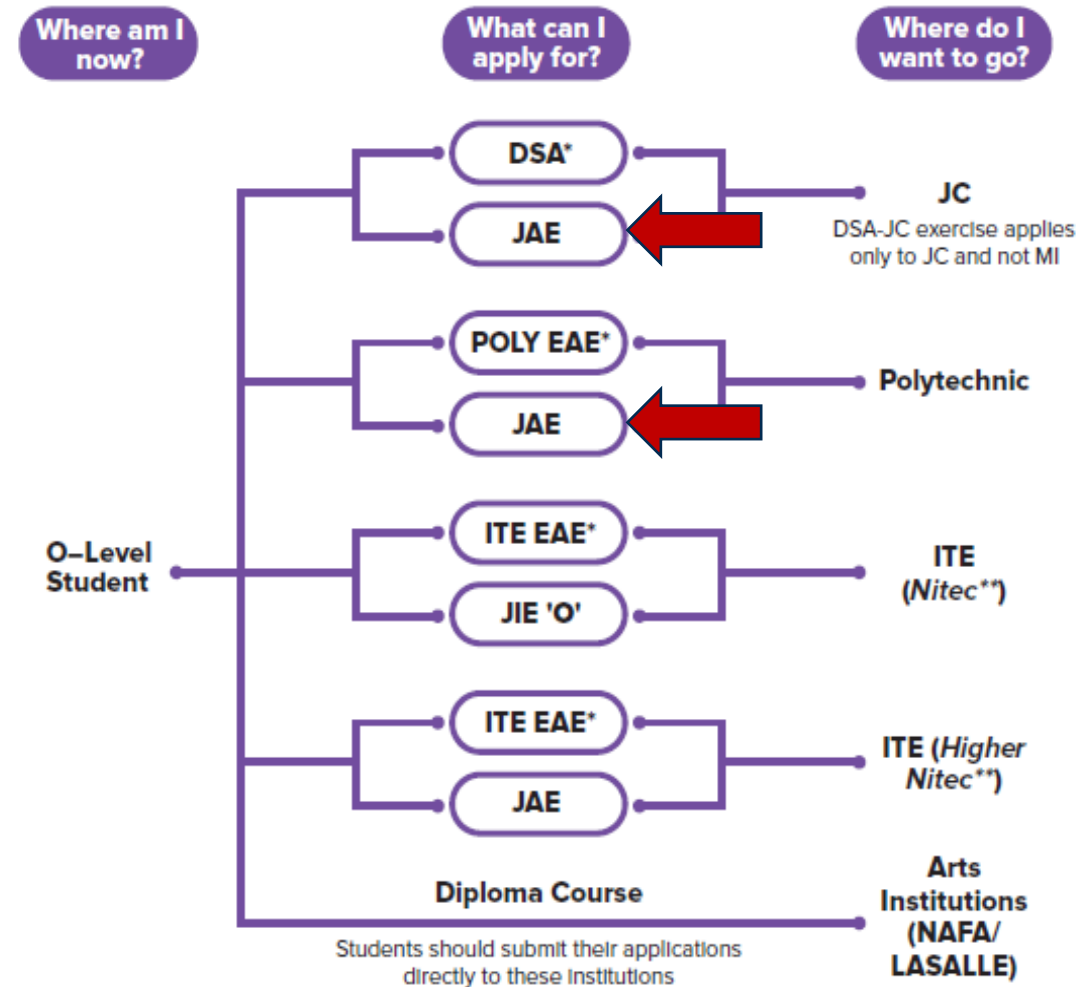 Where am I
now?
What can I
apply for?
Where do I
want to go?
DSA*
JAE
JC
DSA-JC exercise applies
only to JC and not MI
POLY EAE*
JAE
Polytechnic
O–Level
Student
ITE EAE*
JIE 'O'
ITE
(Nitec**)
ITE EAE*
JAE
ITE (Higher
Nitec**)
Diploma Course
Students should submit their applications
directly to these institutions
Arts
Institutions
(NAFA/
LASALLE)